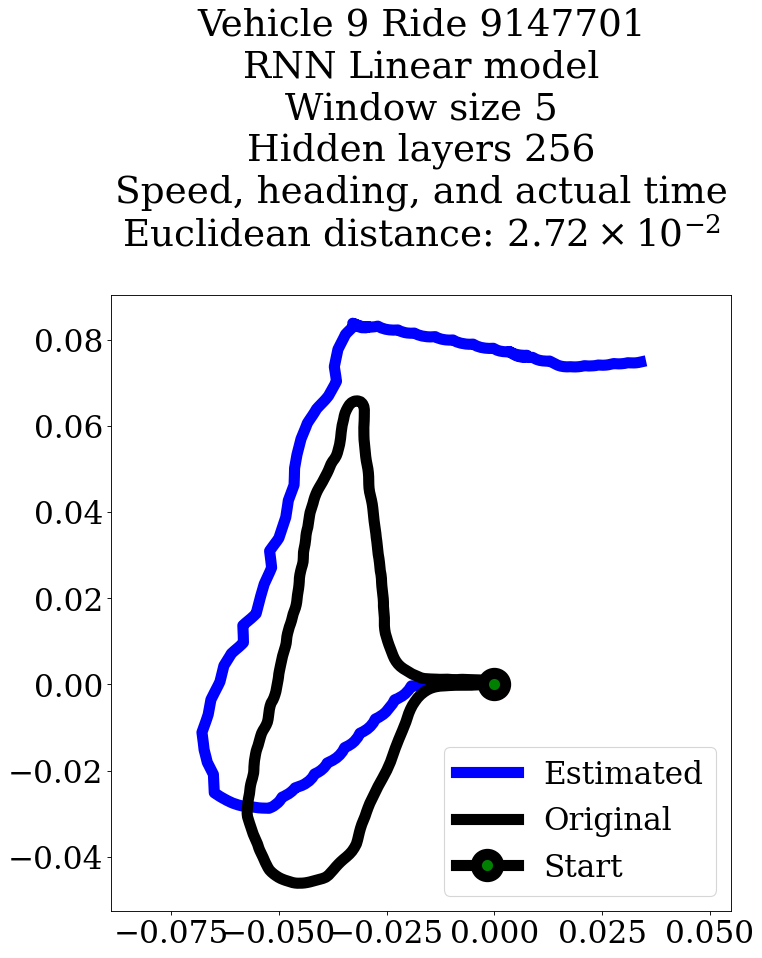 Vehicle 9 Ride 9147701
RNN Linear model
Window size 5
Hidden layers 256
Speed, heading, and actual time
Euclidean distance: 2.72 × 10⁻²
0.08
0.06
0.04
0.02
0.00
−0.02
−0.04
Estimated
Original
Start
−0.075 −0.050 −0.025 0.000 0.025 0.050